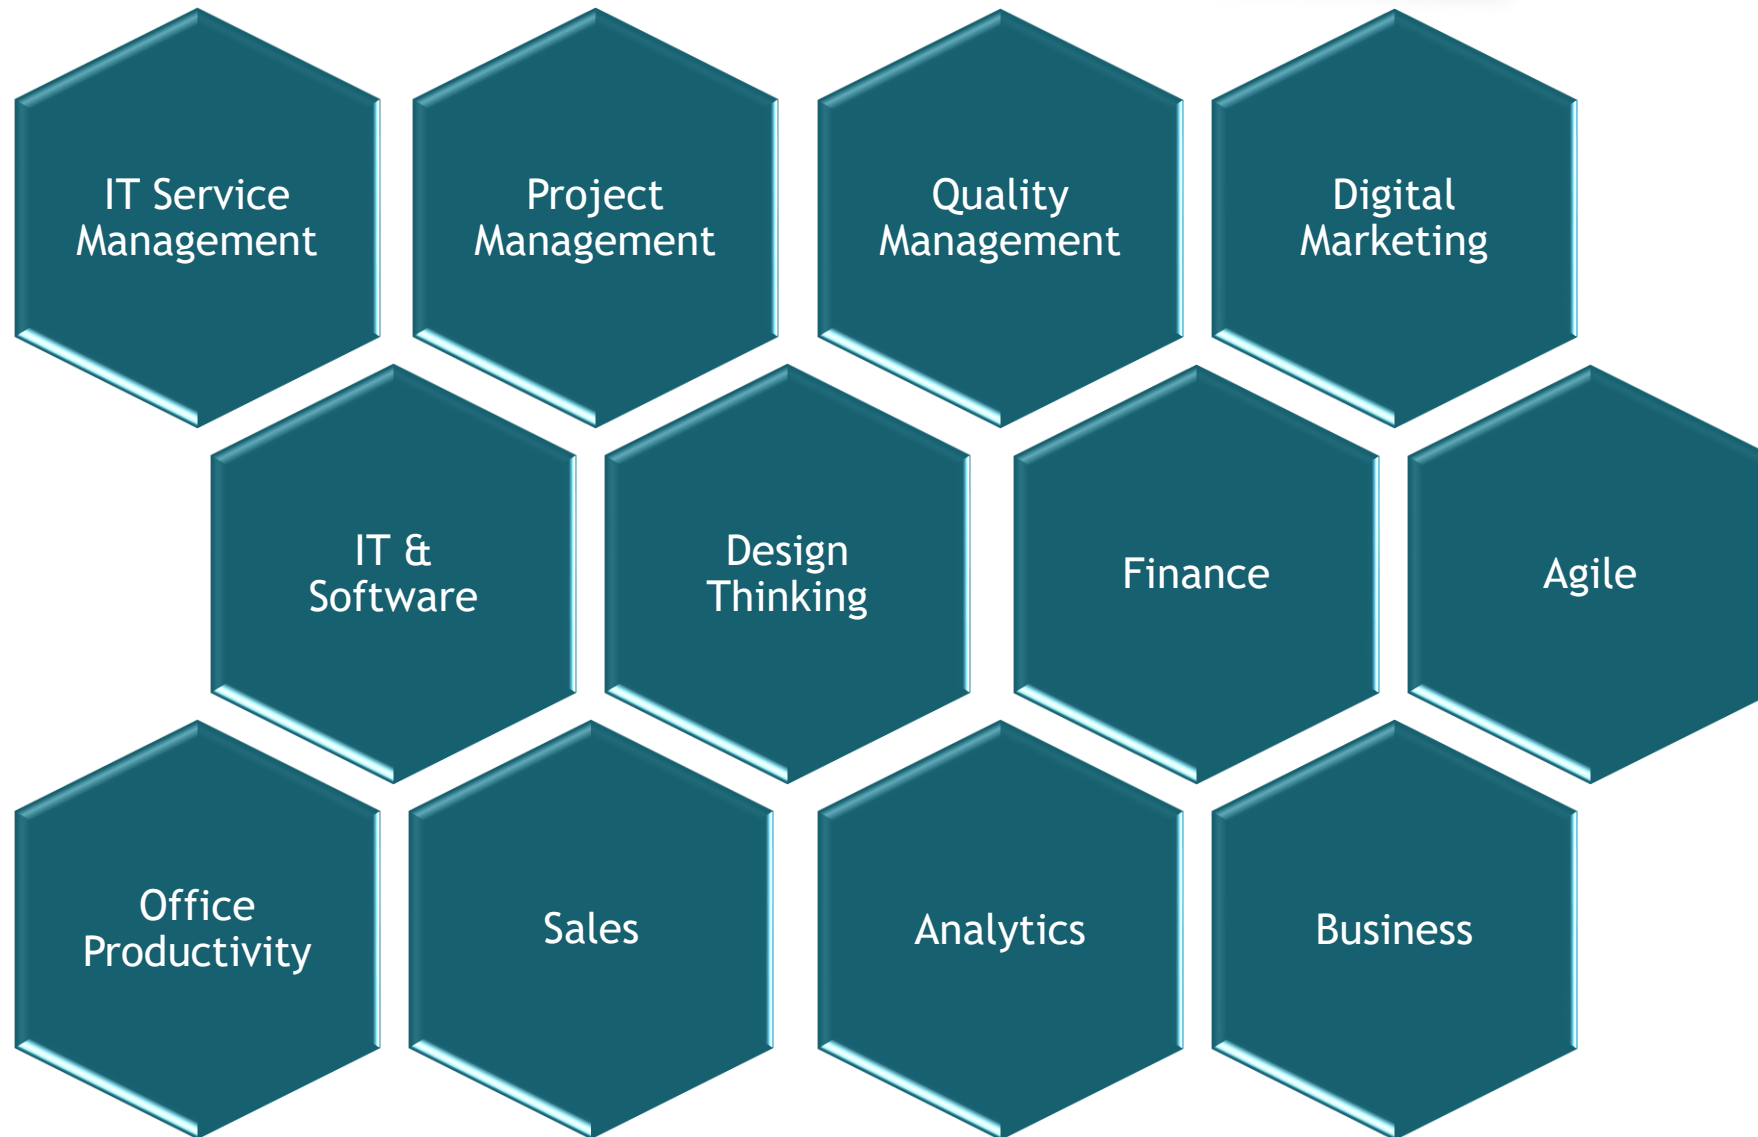 IT Service
Management
Project
Management
Quality
Management
Digital
Marketing
IT &
Software
Design
Thinking
Finance
Agile
Office
Productivity
Sales
Analytics
Business